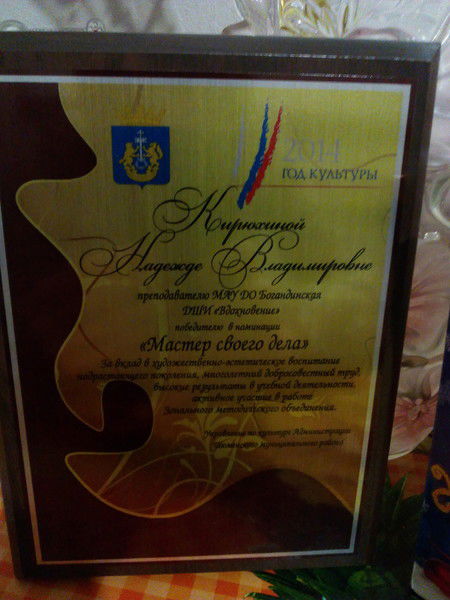 2014
ГОД КУЛЬТУРЫ
Кирюхиной
Надежде Владимировне
преподавателю МАУ ДО Богандинская
ДШИ «Вдохновение»
победителю в номинации
«Мастер своего дела»
За вклад в художественно-эстетическое воспитание
подрастающего поколения, многолетний добросовестный труд,
высокие результаты в учебной деятельности,
активное участие в работе
Зонального методического объединения.
Управление по культуре Администрации
Тюменского муниципального района